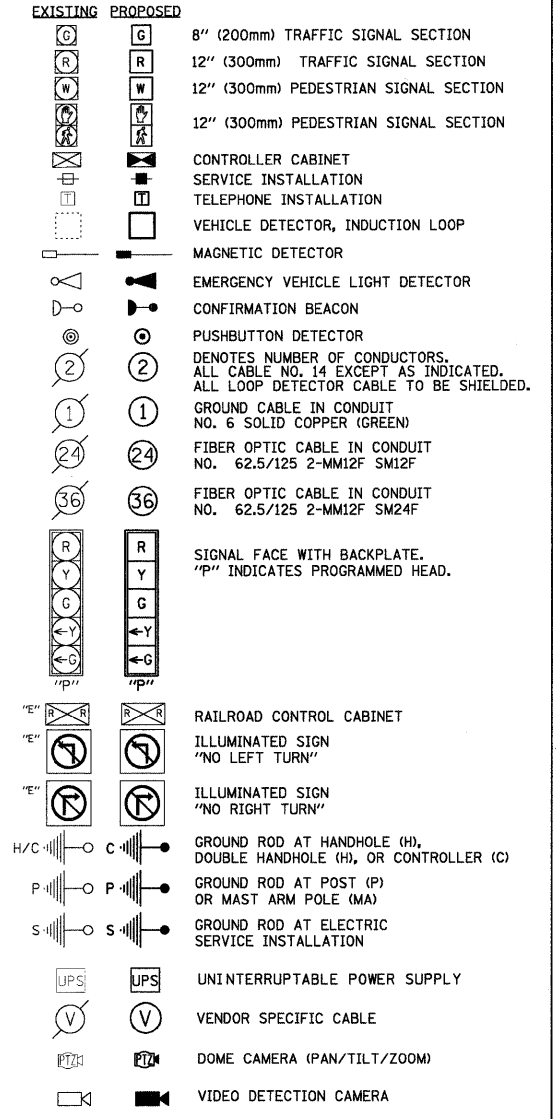 EXISTING PROPOSED
G G 8" (200mm) TRAFFIC SIGNAL SECTION
R R 12" (300mm) TRAFFIC SIGNAL SECTION
W W 12" (300mm) PEDESTRIAN SIGNAL SECTION
12" (300mm) PEDESTRIAN SIGNAL SECTION
CONTROLLER CABINET
SERVICE INSTALLATION
T T TELEPHONE INSTALLATION
VEHICLE DETECTOR, INDUCTION LOOP
MAGNETIC DETECTOR
EMERGENCY VEHICLE LIGHT DETECTOR
CONFIRMATION BEACON
PUSHBUTTON DETECTOR
2 2 DENOTES NUMBER OF CONDUCTORS.
ALL CABLE NO. 14 EXCEPT AS INDICATED.
ALL LOOP DETECTOR CABLE TO BE SHIELDED.
1 1 GROUND CABLE IN CONDUIT
NO. 6 SOLID COPPER (GREEN)
24 24 FIBER OPTIC CABLE IN CONDUIT
NO. 62.5/125 2-MM12F SM12F
36 36 FIBER OPTIC CABLE IN CONDUIT
NO. 62.5/125 2-MM12F SM24F
R R SIGNAL FACE WITH BACKPLATE.
Y Y "P" INDICATES PROGRAMMED HEAD.
G G
←Y ←Y
←G ←G
"P" "P"
"E" R R R R RAILROAD CONTROL CABINET
"E" ILLUMINATED SIGN
"NO LEFT TURN"
"E" ILLUMINATED SIGN
"NO RIGHT TURN"
H/C C GROUND ROD AT HANDHOLE (H),
DOUBLE HANDHOLE (H), OR CONTROLLER (C)
P P GROUND ROD AT POST (P)
OR MAST ARM POLE (MA)
S S GROUND ROD AT ELECTRIC
SERVICE INSTALLATION
UPS UPS UNINTERRUPTABLE POWER SUPPLY
V V VENDOR SPECIFIC CABLE
PTZ PTZ DOME CAMERA (PAN/TILT/ZOOM)
VIDEO DETECTION CAMERA